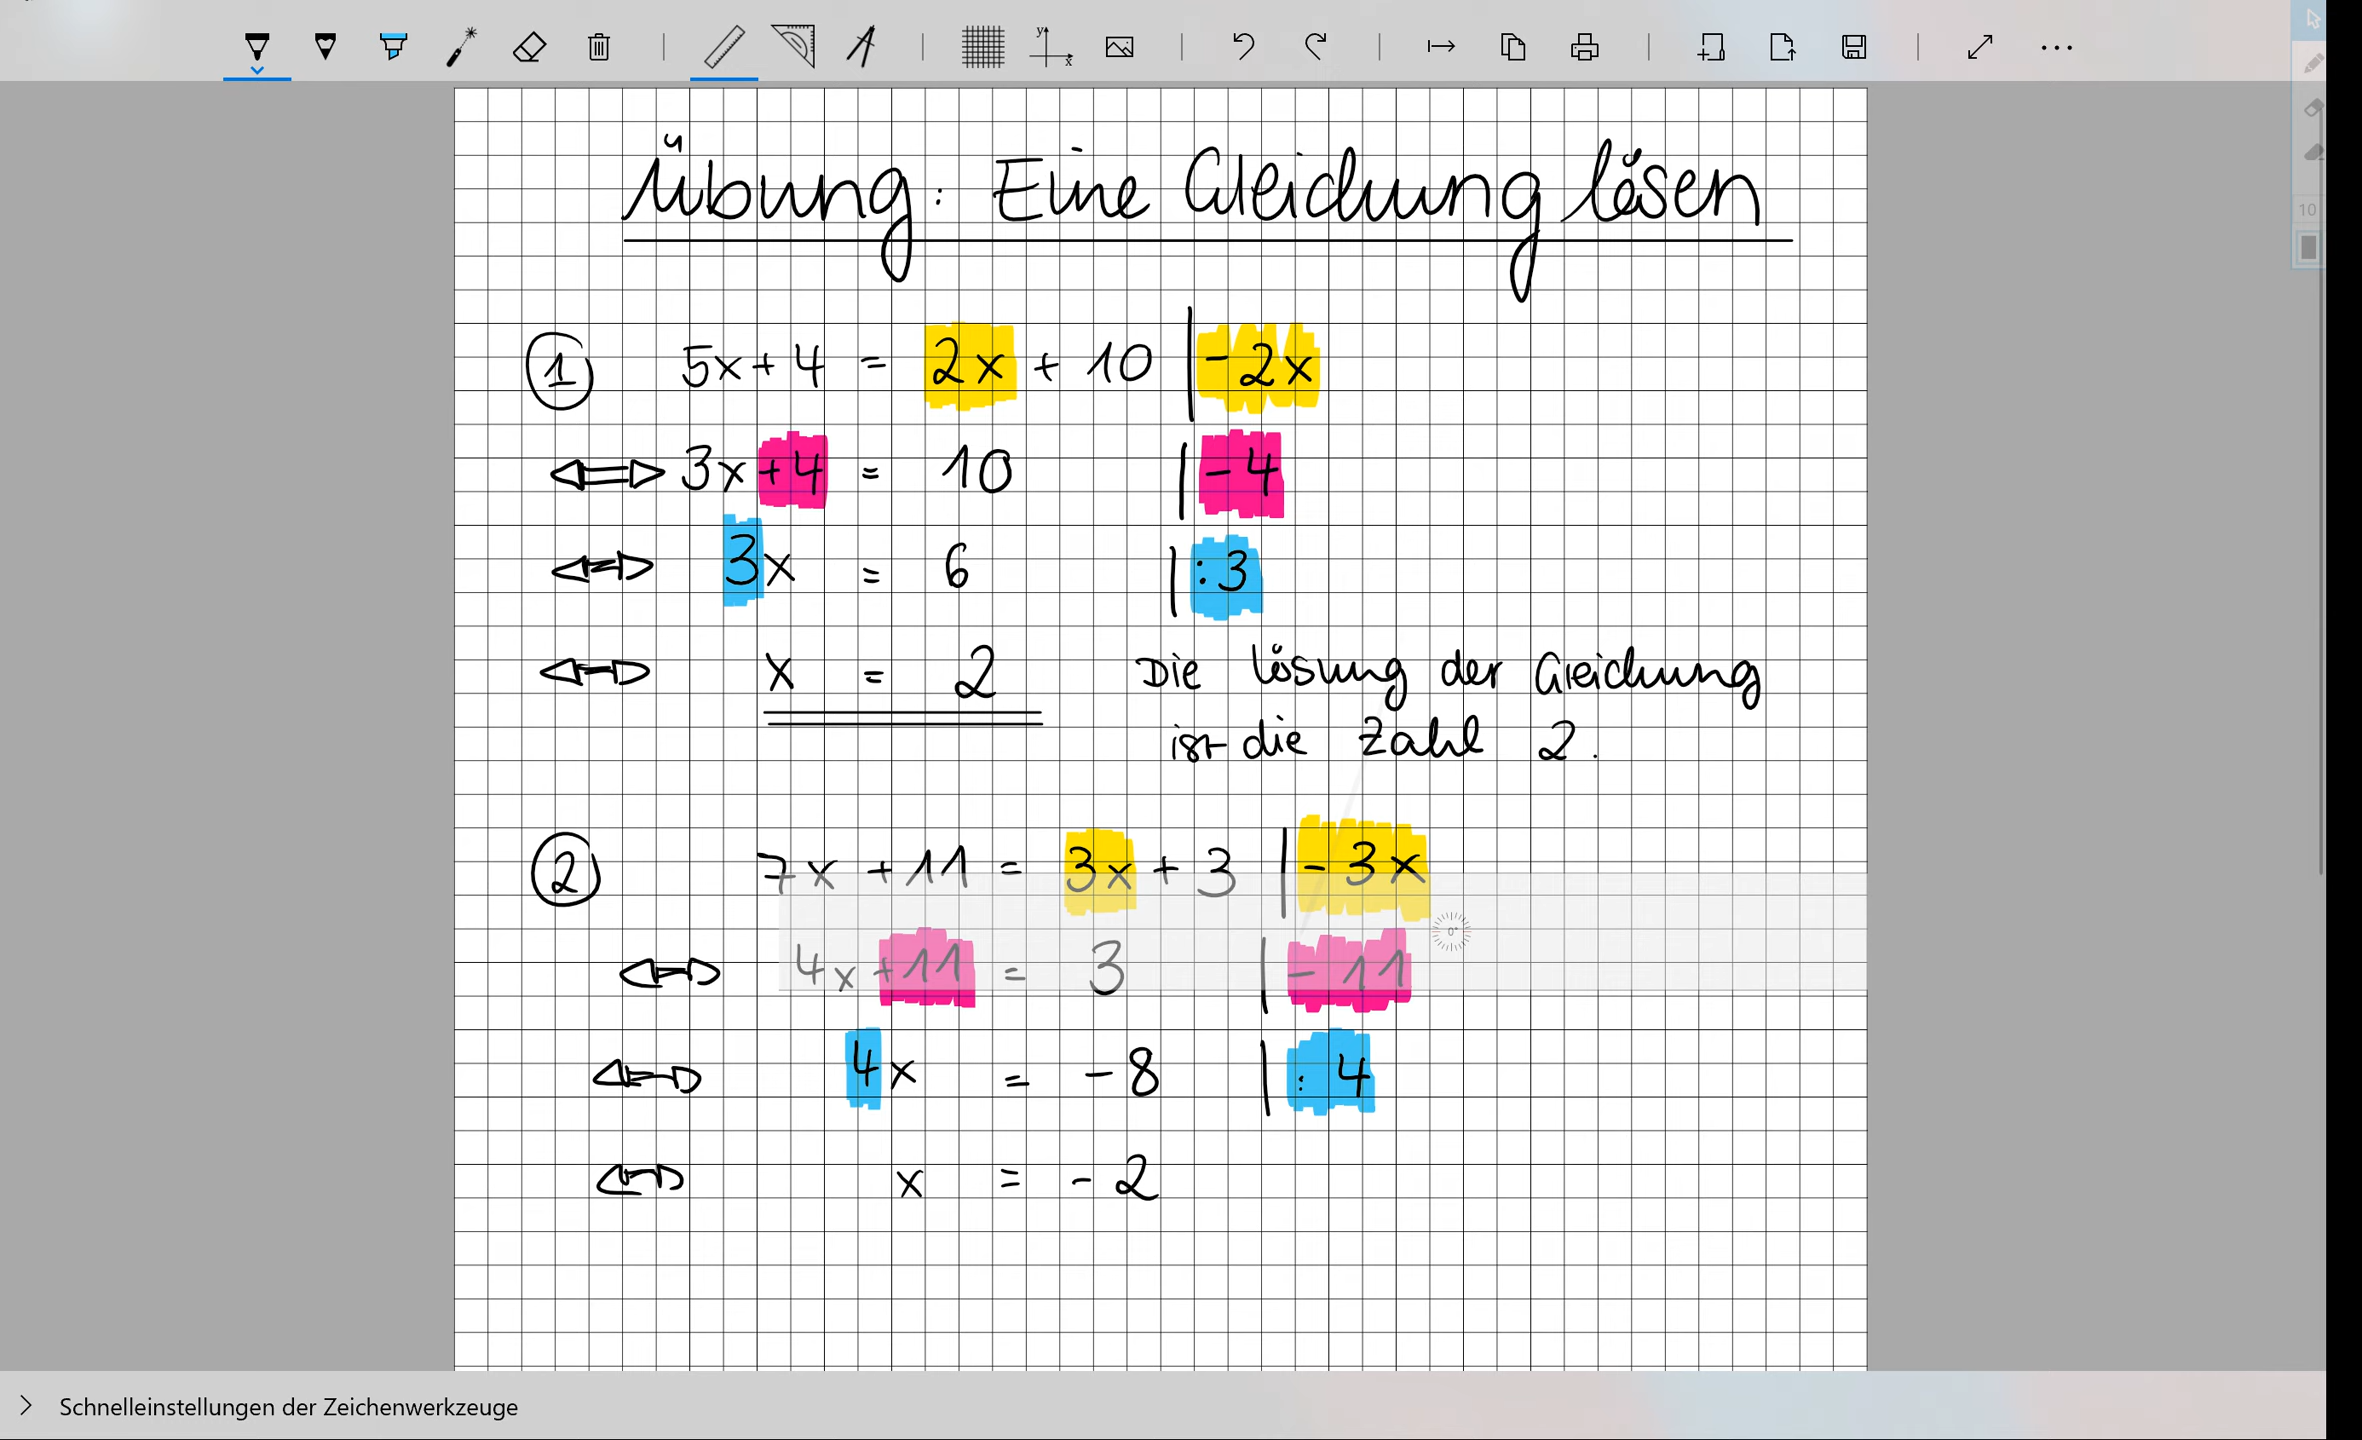 Übung: Eine Gleichung lösen
① 5x + 4 = 2x + 10 | - 2x
⟺ 3x + 4 = 10 | - 4
⟺ 3x = 6 | : 3
⟺ x = 2 Die Lösung der Gleichung
ist die Zahl 2.
② 7x + 11 = 3x + 3 | - 3x
0°
⟺ 4x + 11 = 3 | - 11
⟺ 4x = - 8 | : 4
⟺ x = - 2
10
Schnelleinstellungen der Zeichenwerkzeuge